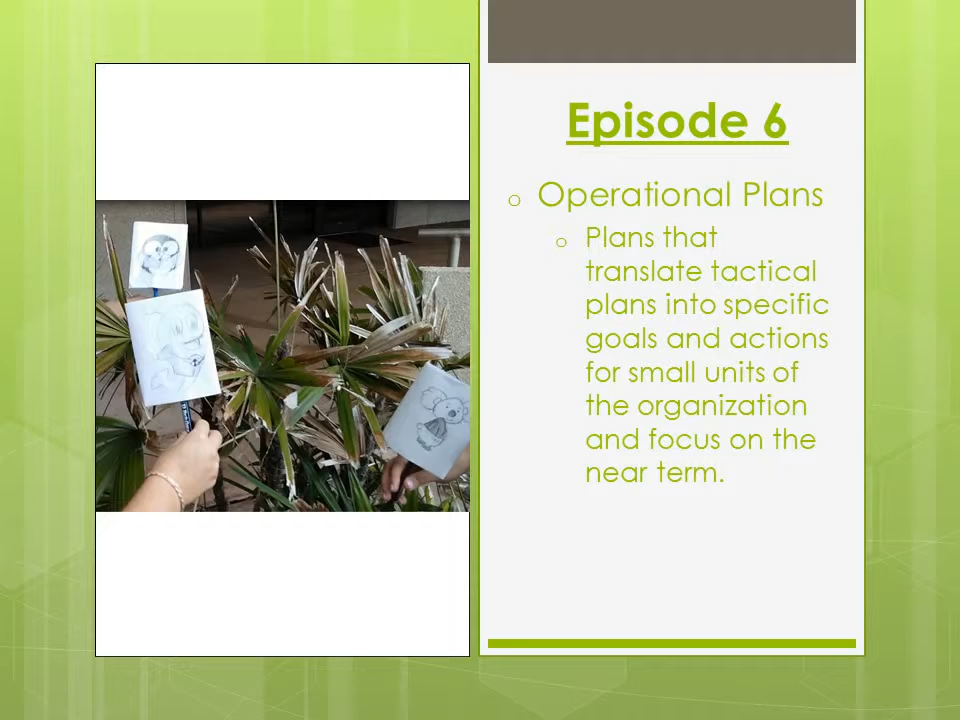 Episode 6
o Operational Plans
o Plans that
translate tactical
plans into specific
goals and actions
for small units of
the organization
and focus on the
near term.